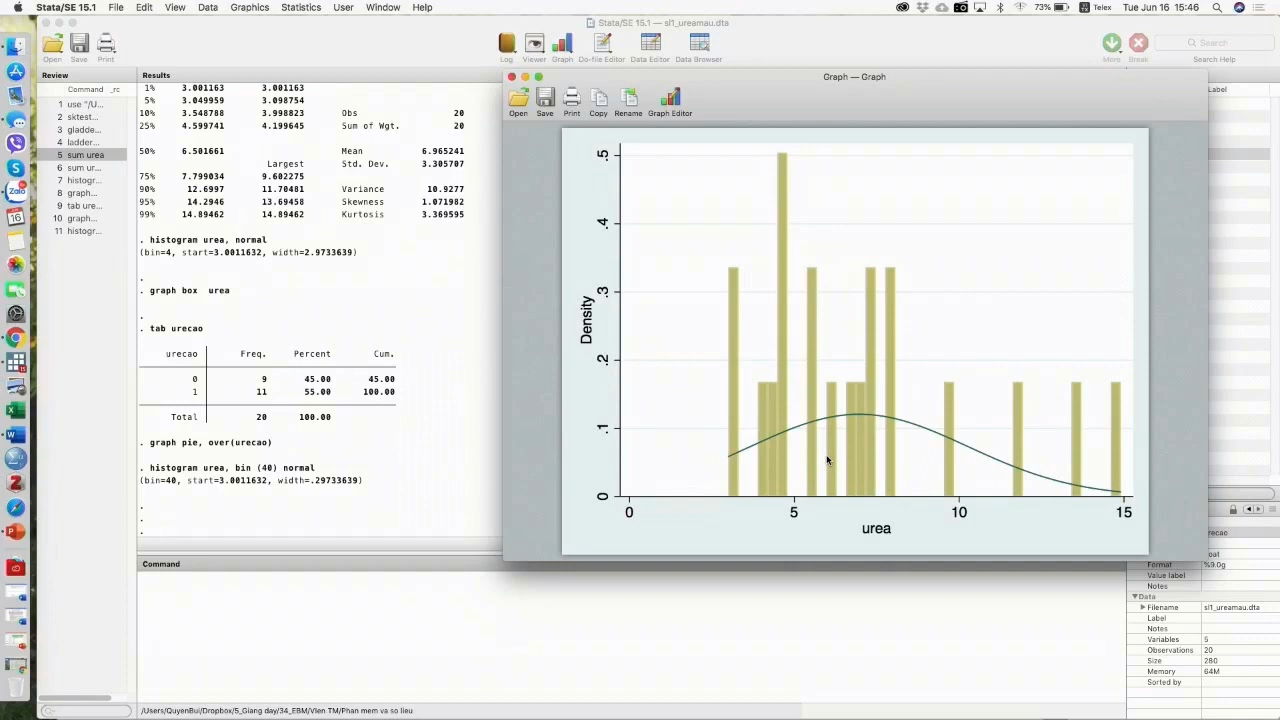 Stata/SE 15.1 File Edit View Data Graphics Statistics User Window Help 73% Telex Tue Jun 16 15:46
Stata/SE 15.1 — sl1_ureamau.dta
Open Save Print Log Viewer Graph Do-file Editor Data Editor Data Browser More Break Search Search Help
Review Results
Command _rc
1 use "/U...
2 sktest...
3 gladde...
4 ladder...
5 sum urea
6 sum ur...
7 histogr...
8 graph...
9 tab ure...
10 graph...
11 histogr...
1% 3.001163 3.001163
5% 3.049959 3.098754
10% 3.548788 3.998823 Obs 20
25% 4.599741 4.199645 Sum of Wgt. 20
50% 6.501661 Mean 6.965241
Largest Std. Dev. 3.305707
75% 7.799034 9.602275
90% 12.6997 11.70481 Variance 10.9277
95% 14.2946 13.69458 Skewness 1.071982
99% 14.89462 14.89462 Kurtosis 3.369595
. histogram urea, normal
(bin=4, start=3.0011632, width=2.9733639)
.
. graph box  urea
.
. tab urecao
urecao Freq. Percent Cum.
0 9 45.00 45.00
1 11 55.00 100.00
Total 20 100.00
. graph pie, over(urecao)
. histogram urea, bin (40) normal
(bin=40, start=3.0011632, width=.29733639)
.
.
.
Command
/Users/QuyenBui/Dropbox/5_Giang day/34_EBM/Vien TM/Phan mem va so lieu
Graph — Graph
Open Save Print Copy Rename Graph Editor
.5
.4
.3
.2
.1
0
Density
0 5 10 15
urea
Label
Format %9.0g
Value label
Notes
Data
Filename sl1_ureamau.dta
Label
Notes
Variables 5
Observations 20
Size 280
Memory 64M
Sorted by
16